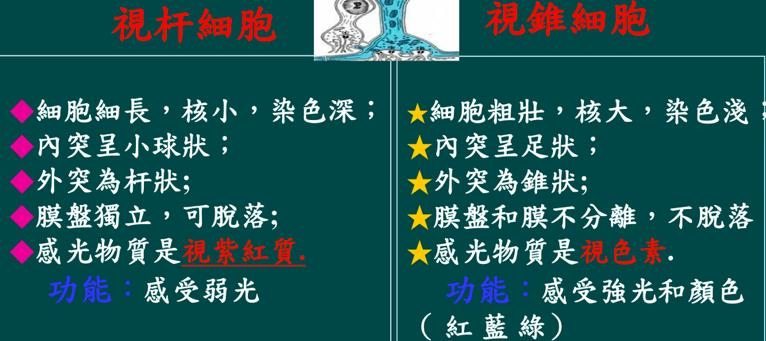 視杆細胞
◆細胞細長，核小，染色深；
◆內突呈小球狀；
◆外突為杆狀;
◆膜盤獨立，可脫落;
◆感光物質是視紫紅質.
功能：感受弱光
視錐細胞
★細胞粗壯，核大，染色淺；
★內突呈足狀；
★外突為錐狀;
★膜盤和膜不分離，不脫落
★感光物質是視色素.
功能：感受強光和顏色
（紅藍綠）